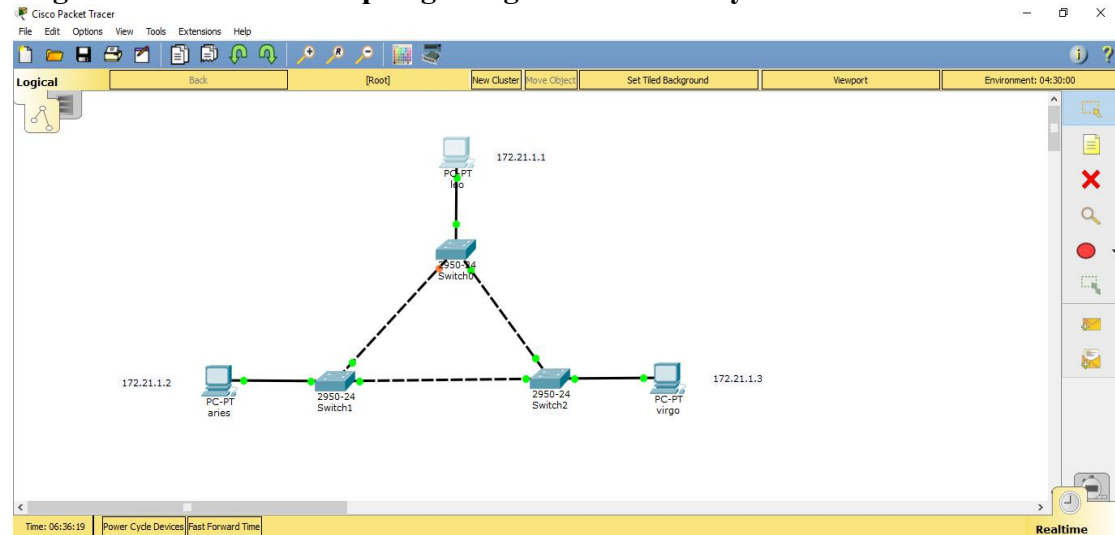 Cisco Packet Tracer
File Edit Options View Tools Extensions Help
Logical
Back
[Root]
New Cluster
Move Object
Set Tiled Background
Viewport
Environment: 04:30:00
172.21.1.1
PC-PT
leo
2950-24
Switch0
172.21.1.2
PC-PT
aries
2950-24
Switch1
2950-24
Switch2
PC-PT
virgo
172.21.1.3
Time: 06:36:19
Power Cycle Devices
Fast Forward Time
Realtime